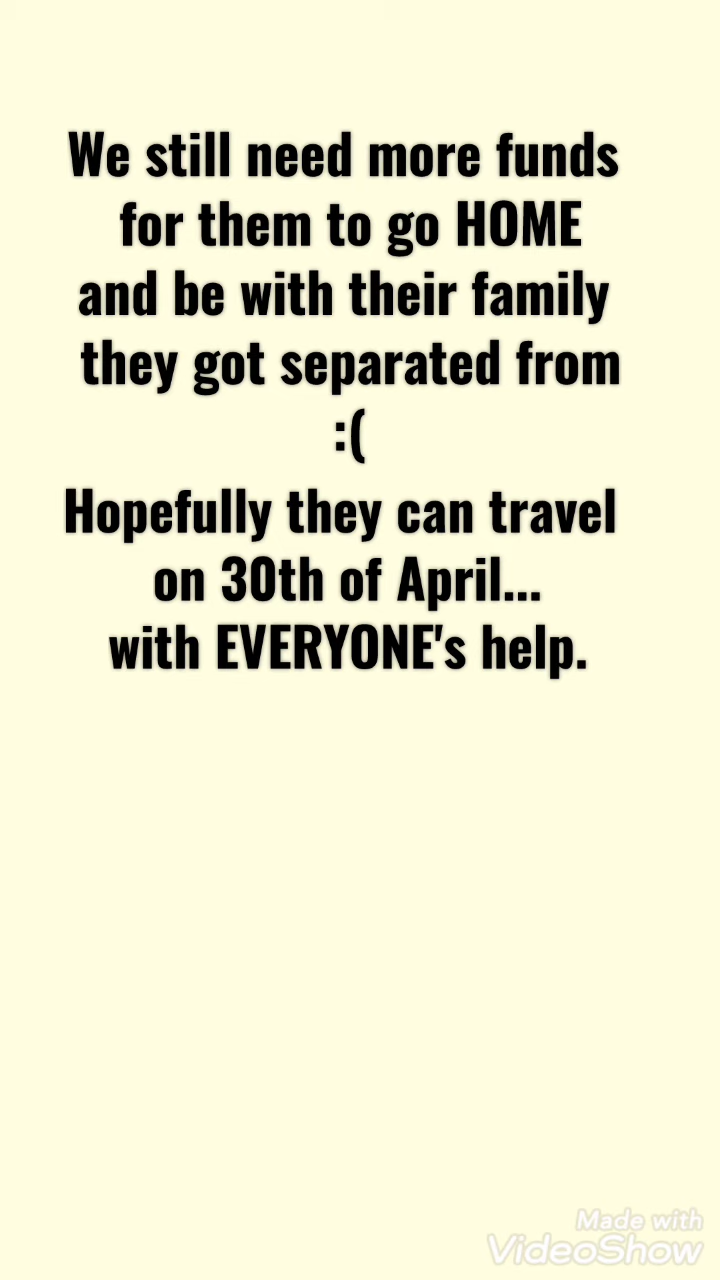 We still need more funds
for them to go HOME
and be with their family
they got separated from
:(
Hopefully they can travel
on 30th of April...
with EVERYONE's help.
Made with
VideoShow